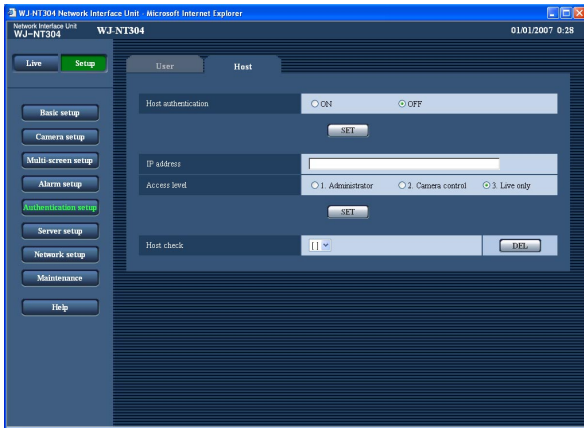 WJ-NT304 Network Interface Unit - Microsoft Internet Explorer
Network Interface Unit
WJ-NT304
WJ-NT304
01/01/2007 0:28
Live
Setup
User
Host
Host authentication
ON
OFF
SET
Basic setup
Camera setup
Multi-screen setup
Alarm setup
Authentication setup
Server setup
Network setup
Maintenance
Help
IP address
Access level
1. Administrator
2. Camera control
3. Live only
SET
Host check
[ ]
DEL